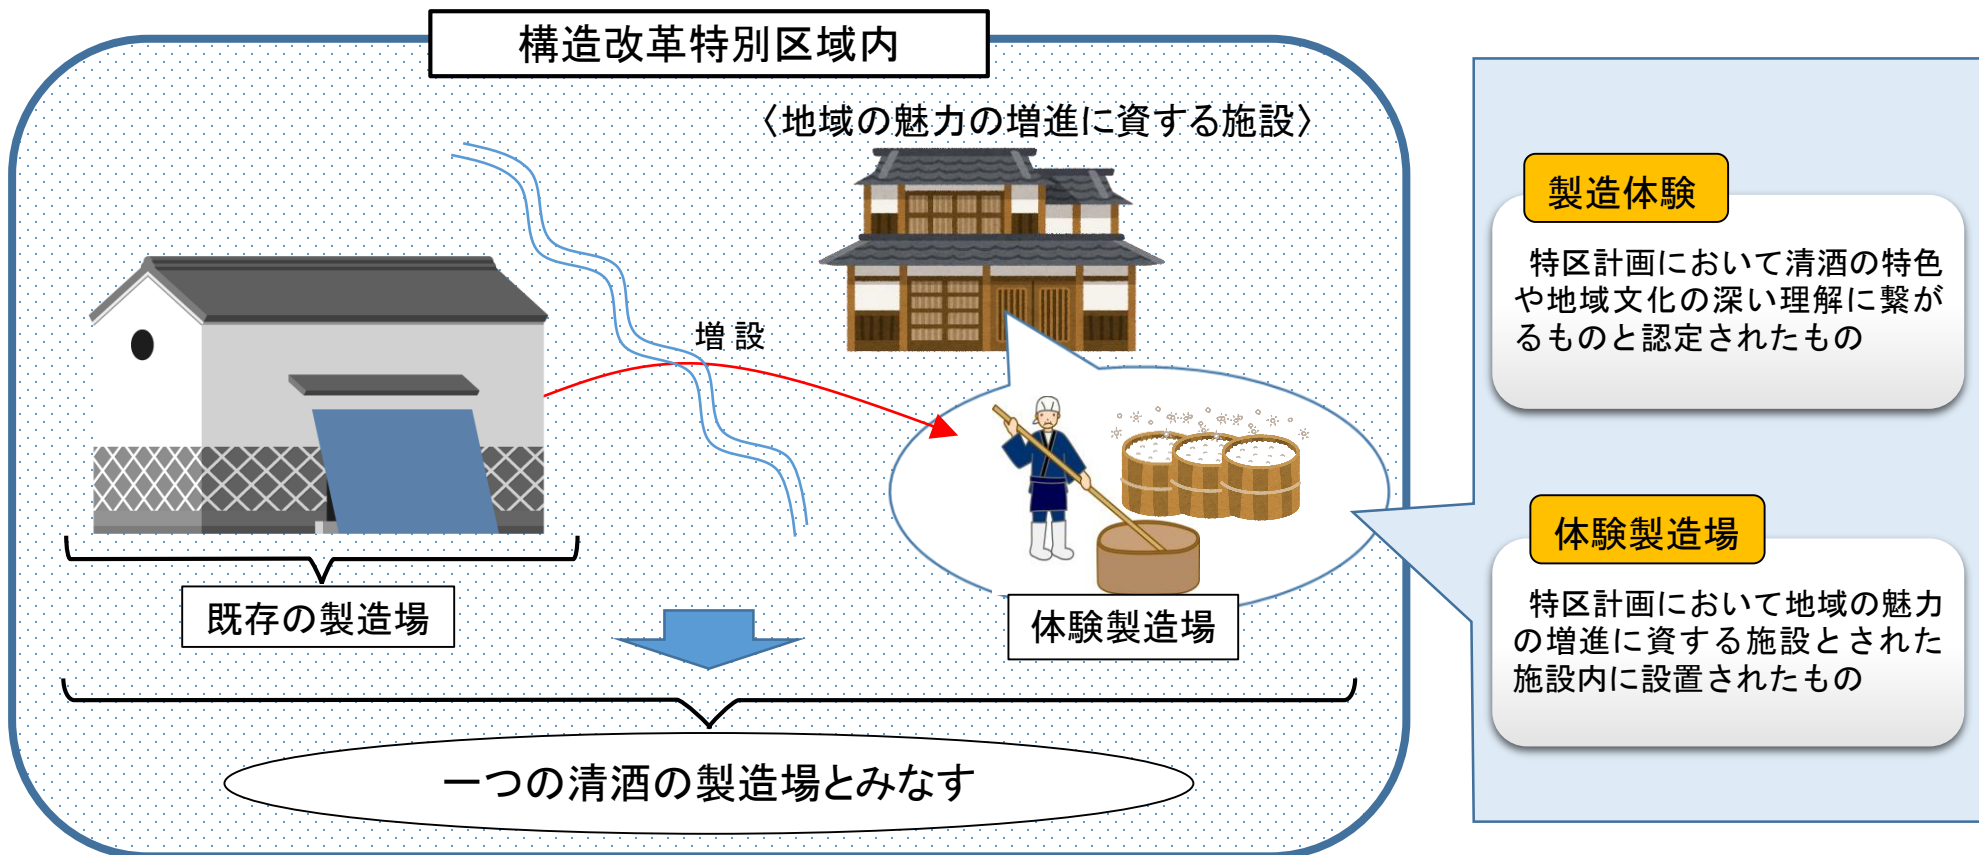 構造改革特別区域内
〈地域の魅力の増進に資する施設〉
増設
既存の製造場
体験製造場
一つの清酒の製造場とみなす
製造体験
特区計画において清酒の特色
や地域文化の深い理解に繋が
るものと認定されたもの
体験製造場
特区計画において地域の魅力
の増進に資する施設とされた
施設内に設置されたもの